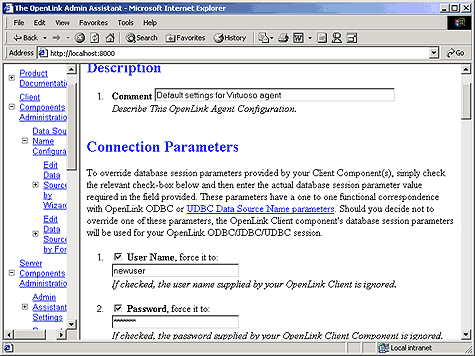 The OpenLink Admin Assistant - Microsoft Internet Explorer
File Edit View Favorites Tools Help
Back Search Favorites History
Address http://localhost:8000 Go
Product
Documentation
Client
Components
Administration
Data Sou
Name
Configura
Edit
Data
Source
by
Wizard
Edit
Data
Source
by For
Server
Components
Administration
Admin
Assistant
Settings
Description
1. Comment Default settings for Virtuoso agent
Describe This OpenLink Agent Configuration.
Connection Parameters
To override database session parameters provided by your Client Component(s), simply check
the relevant check-box below and then enter the actual database session parameter value
required in the field provided. These parameters have a one to one functional correspondence
with OpenLink ODBC or UDBC Data Source Name parameters. Should you decide not to
override one of these parameters, the OpenLink Client component's database session parameters
will be used for your OpenLink ODBC/JDBC/UDBC session.
1. User Name, force it to:
newuser
If checked, the user name supplied by your OpenLink Client is ignored.
2. Password, force it to:
If checked, the password supplied by your OpenLink Client Component is ignored.
Local intranet